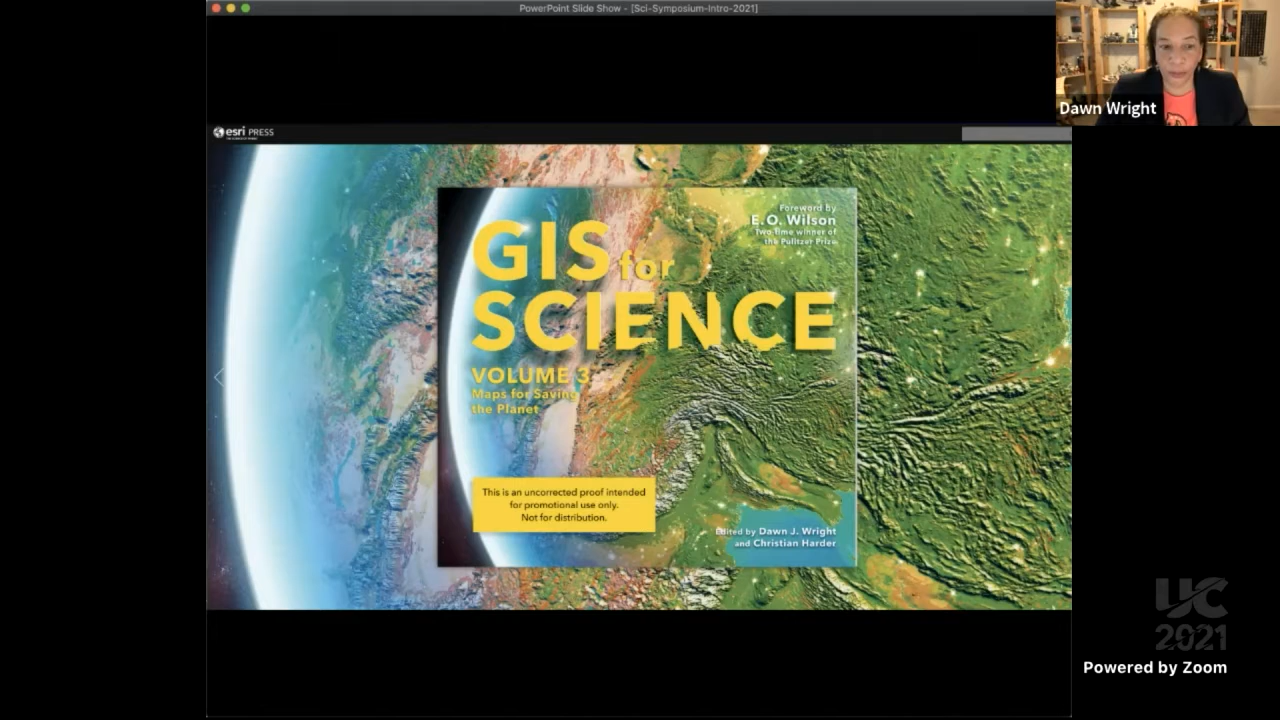 PowerPoint Slide Show - [Sci-Symposium-Intro-2021]
Dawn Wright
esri PRESS
Foreword by
E. O. Wilson
Two-time winner of
the Pulitzer Prize
GIS for
SCIENCE
VOLUME 3
Maps for Saving
the Planet
This is an uncorrected proof intended
for promotional use only.
Not for distribution.
Edited by Dawn J. Wright
and Christian Harder
UC
2021
Powered by Zoom